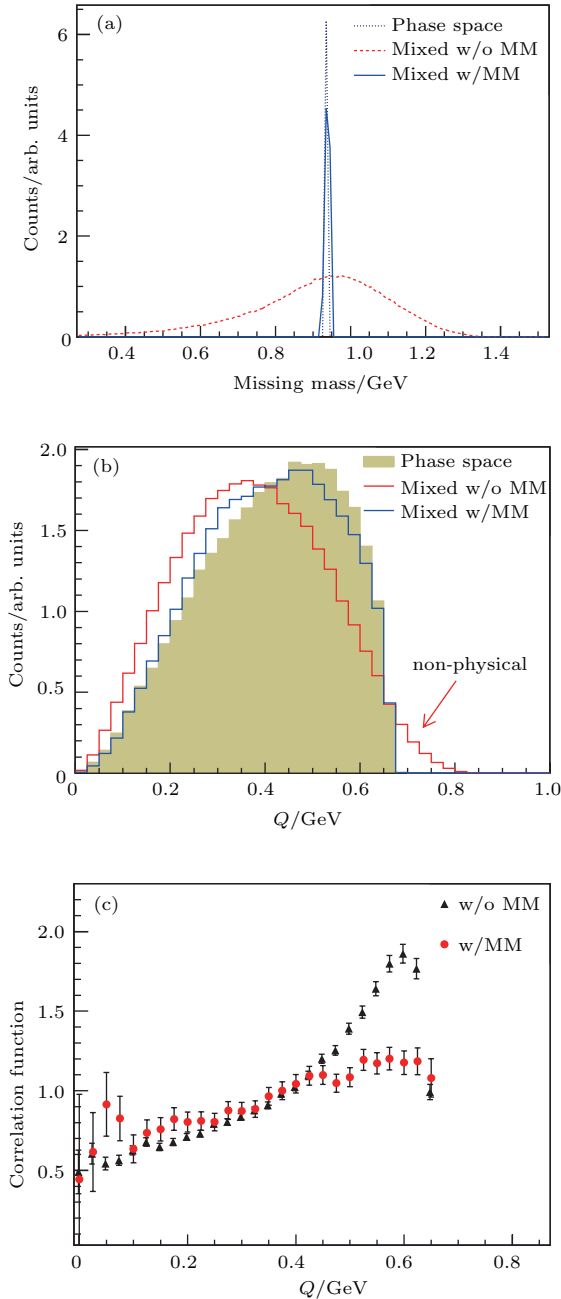 (a)
Phase space
Mixed w/o MM
Mixed w/MM
6
4
2
0
Counts/arb. units
0.4 0.6 0.8 1.0 1.2 1.4
Missing mass/GeV
(b)
Phase space
Mixed w/o MM
Mixed w/MM
non-physical
2.0
1.5
1.0
0.5
0
Counts/arb. units
0 0.2 0.4 0.6 0.8 1.0
Q/GeV
(c)
w/o MM
w/MM
2.0
1.5
1.0
0.5
Correlation function
0 0.2 0.4 0.6 0.8
Q/GeV